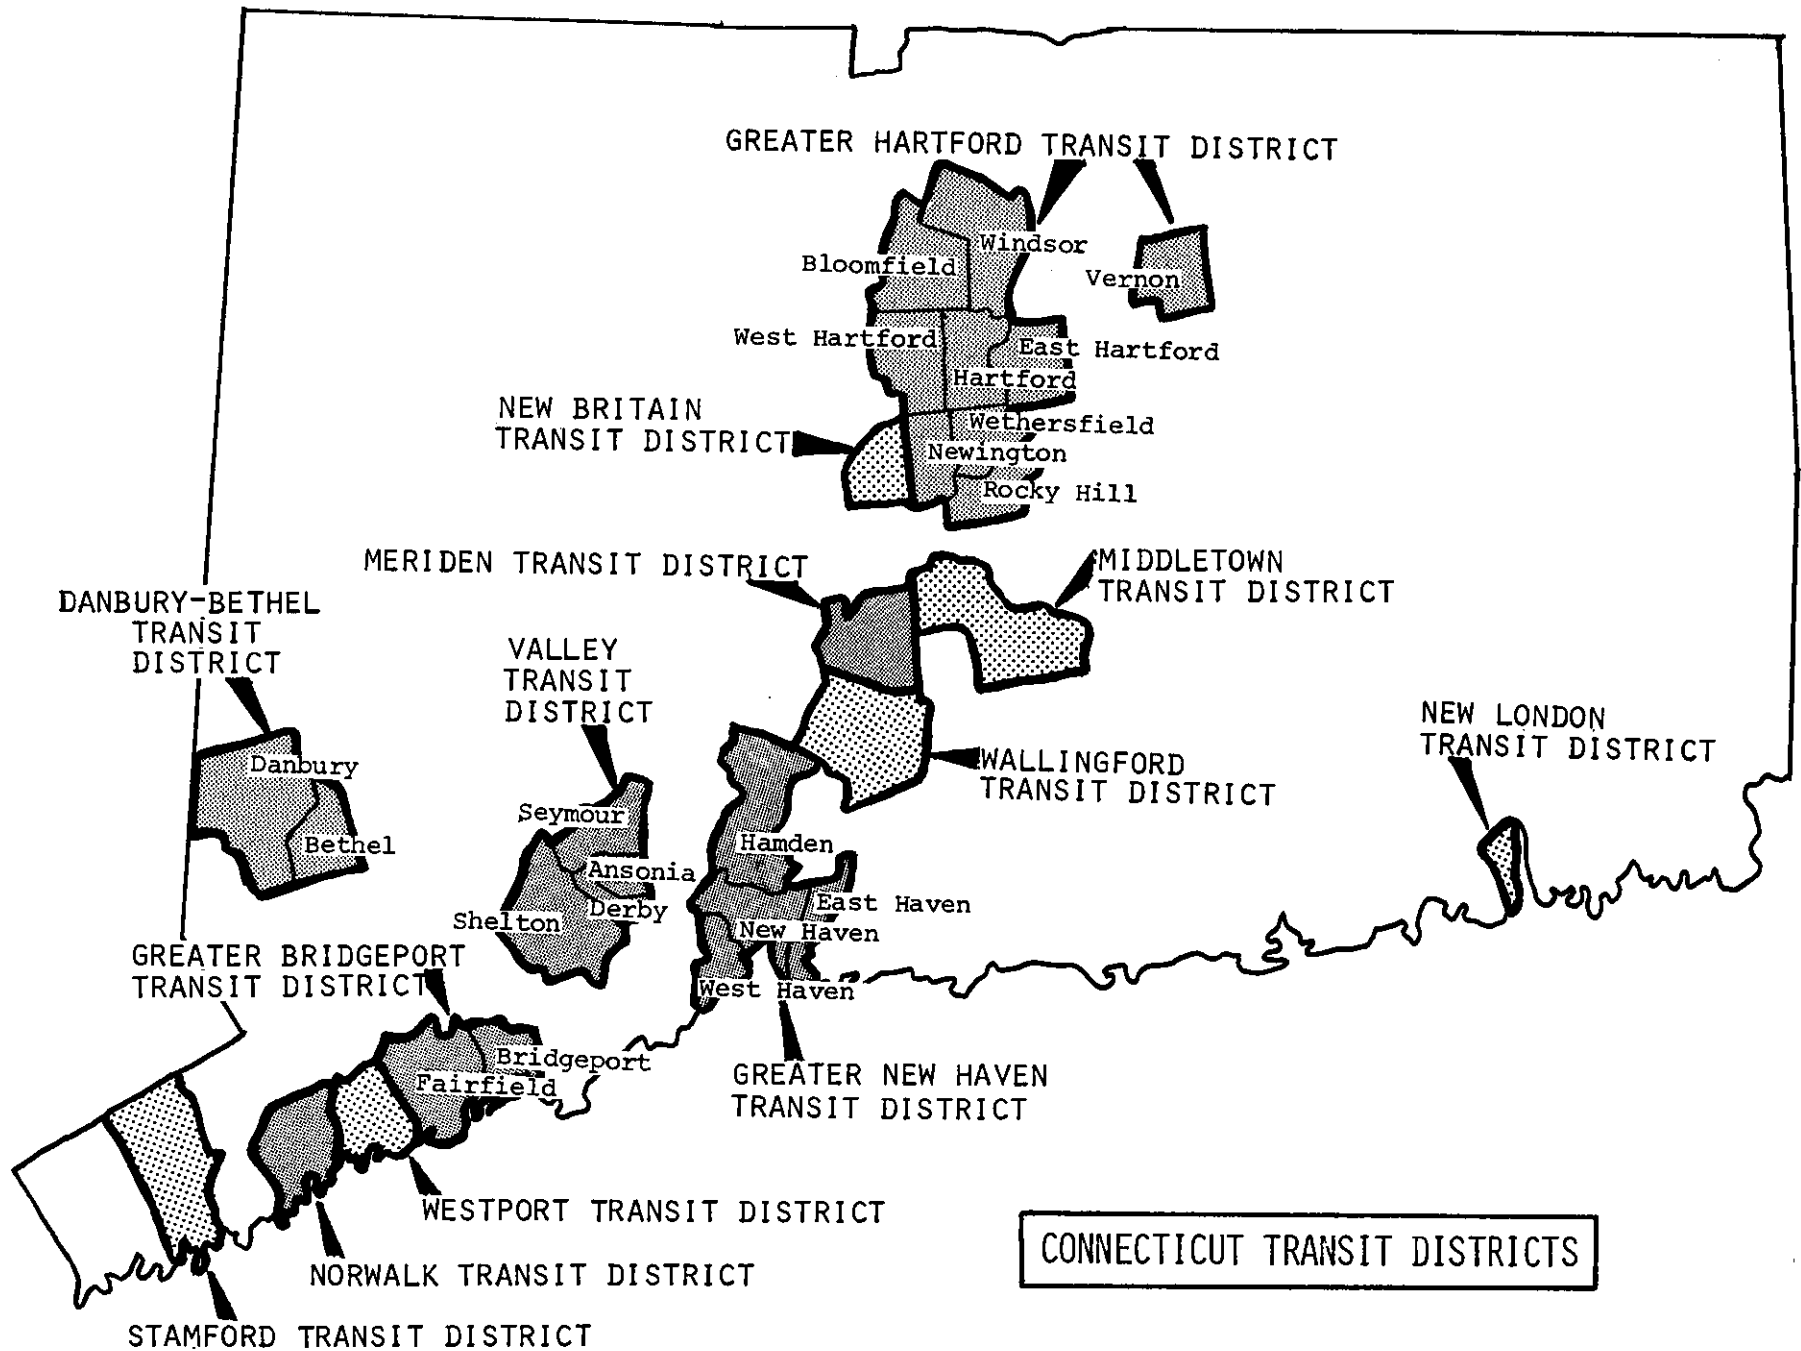 GREATER HARTFORD TRANSIT DISTRICT
Windsor
Bloomfield
Vernon
West Hartford
East Hartford
Hartford
NEW BRITAIN
TRANSIT DISTRICT
Wethersfield
Newington
Rocky Hill
MERIDEN TRANSIT DISTRICT
MIDDLETOWN
TRANSIT DISTRICT
DANBURY-BETHEL
TRANSIT
DISTRICT
VALLEY
TRANSIT
DISTRICT
NEW LONDON
TRANSIT DISTRICT
WALLINGFORD
TRANSIT DISTRICT
Danbury
Bethel
Seymour
Ansonia
Derby
Shelton
Hamden
East Haven
New Haven
West Haven
GREATER BRIDGEPORT
TRANSIT DISTRICT
Bridgeport
Fairfield
GREATER NEW HAVEN
TRANSIT DISTRICT
WESTPORT TRANSIT DISTRICT
NORWALK TRANSIT DISTRICT
STAMFORD TRANSIT DISTRICT
CONNECTICUT TRANSIT DISTRICTS